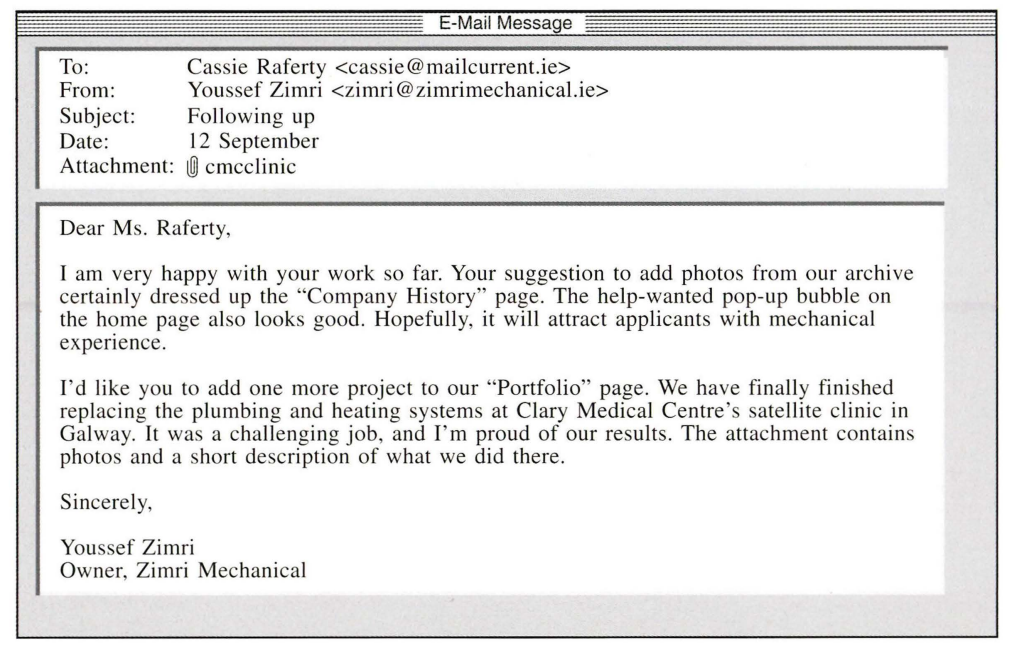 E-Mail Message
To: Cassie Raferty <cassie@mailcurrent.ie>
From: Youssef Zimri <zimri@zimrimechanical.ie>
Subject: Following up
Date: 12 September
Attachment: cmcclinic
Dear Ms. Raferty,
I am very happy with your work so far. Your suggestion to add photos from our archive
certainly dressed up the “Company History” page. The help-wanted pop-up bubble on
the home page also looks good. Hopefully, it will attract applicants with mechanical
experience.
I’d like you to add one more project to our “Portfolio” page. We have finally finished
replacing the plumbing and heating systems at Clary Medical Centre’s satellite clinic in
Galway. It was a challenging job, and I’m proud of our results. The attachment contains
photos and a short description of what we did there.
Sincerely,
Youssef Zimri
Owner, Zimri Mechanical